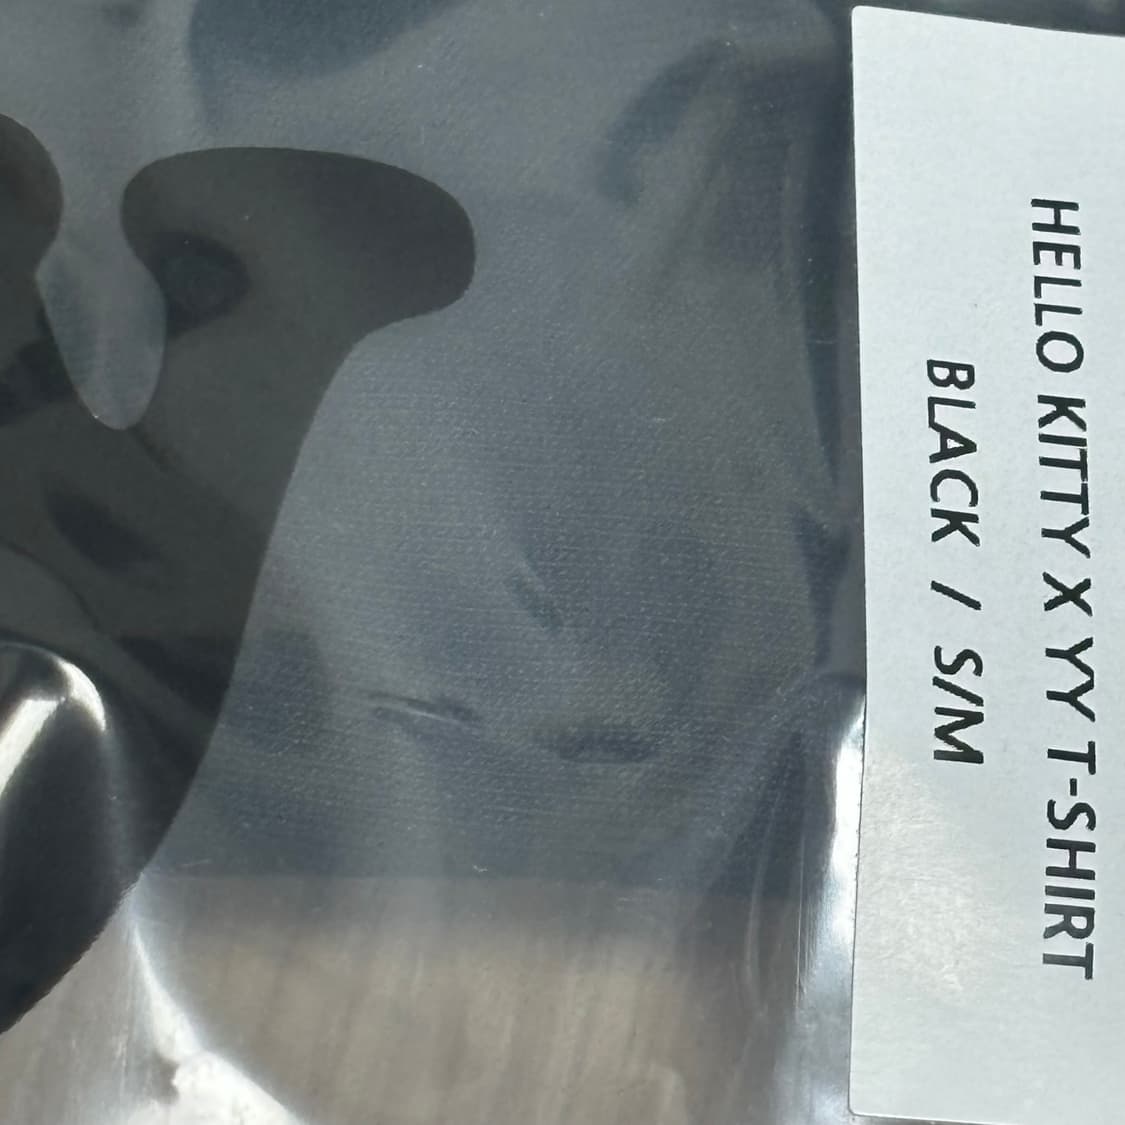 HELLO KITTY X YY T-SHIRT
BLACK / S/M